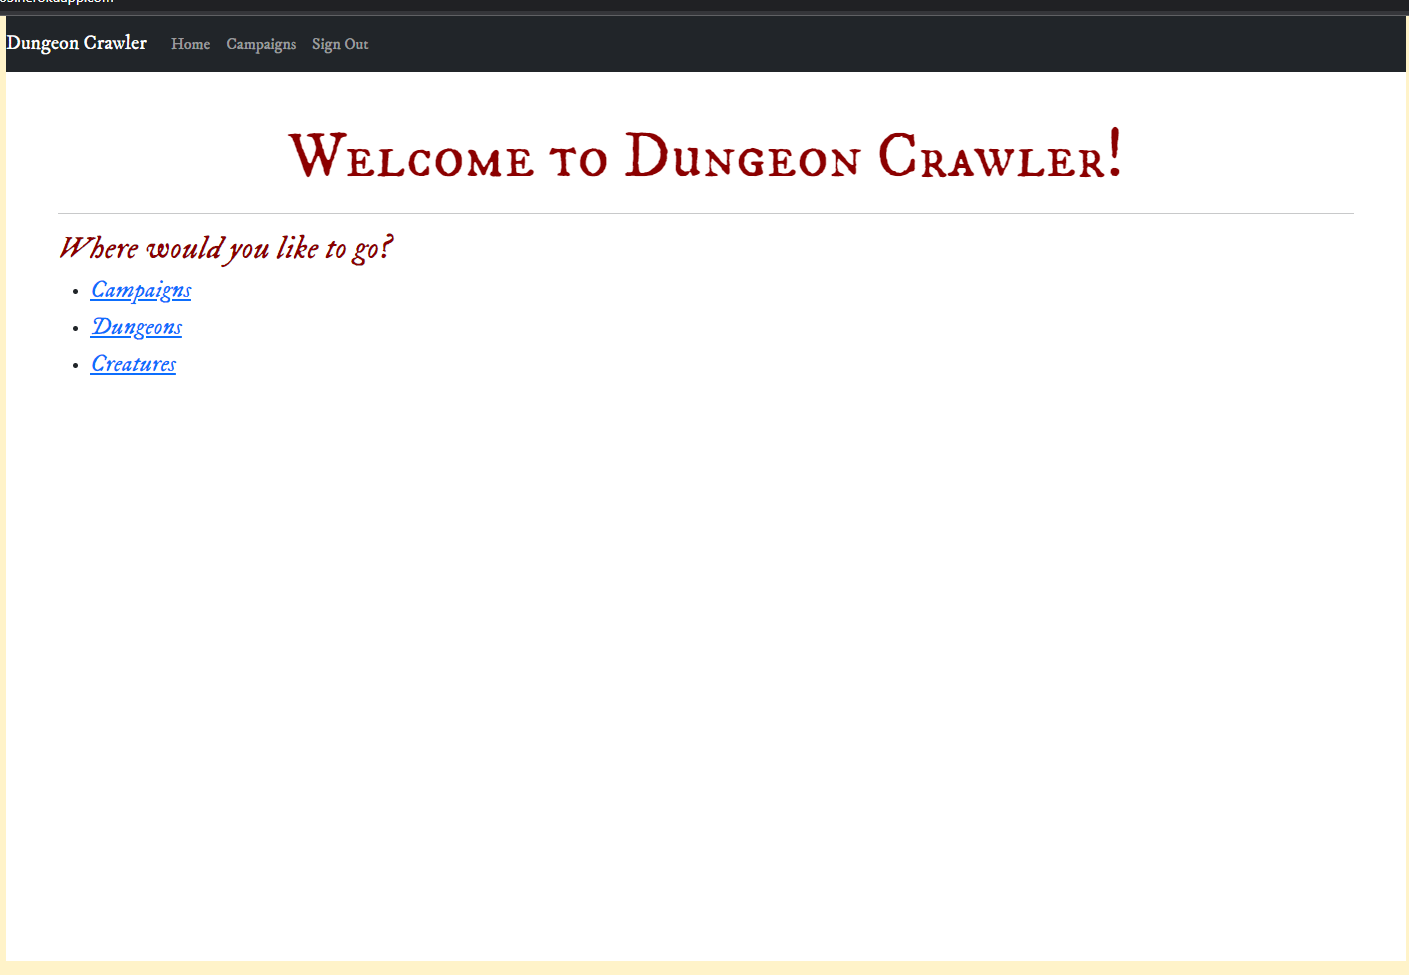 Dungeon Crawler Home Campaigns Sign Out
Welcome to Dungeon Crawler!
Where would you like to go?
Campaigns
Dungeons
Creatures